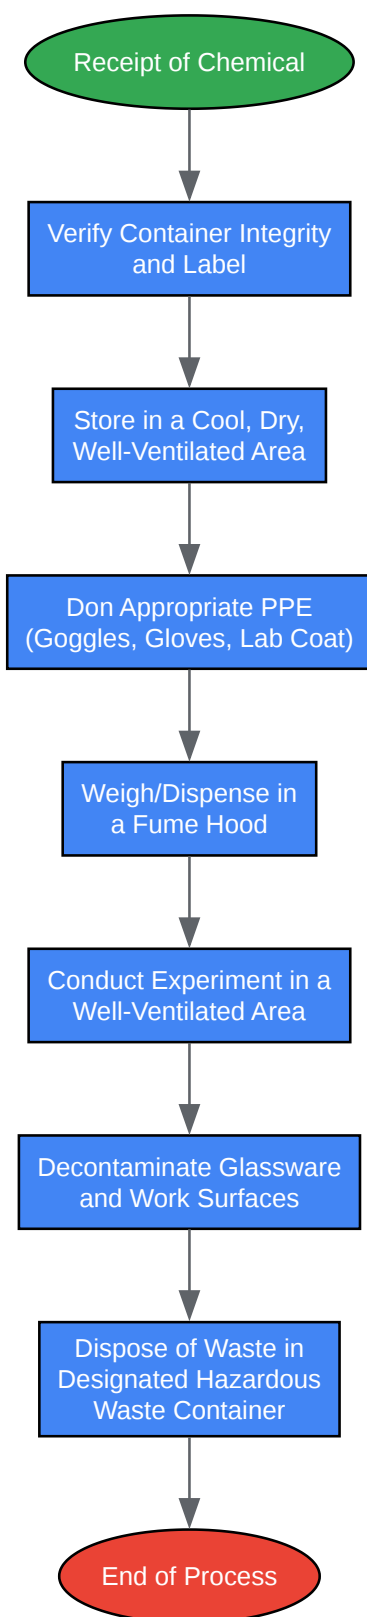 Receipt of Chemical
Verify Container Integrity
and Label
Store in a Cool, Dry,
Well-Ventilated Area
Don Appropriate PPE
(Goggles, Gloves, Lab Coat)
Weigh/Dispense in
a Fume Hood
Conduct Experiment in a
Well-Ventilated Area
Decontaminate Glassware
and Work Surfaces
Dispose of Waste in
Designated Hazardous
Waste Container
End of Process